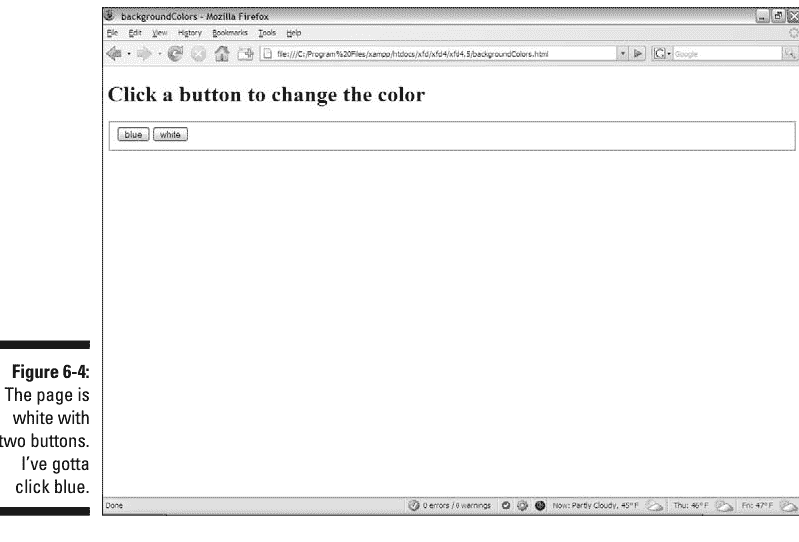 backgroundColors - Mozilla Firefox
File Edit View History Bookmarks Tools Help
file:///C:/Program%20Files/xampp/htdocs/xfd/xfd4/xfd4.5/backgroundColors.html
Google
Click a button to change the color
blue white
Figure 6-4:
The page is
white with
two buttons.
I've gotta
click blue.
Done
0 errors / 0 warnings Now: Partly Cloudy, 45° F Thu: 46° F Fri: 47° F